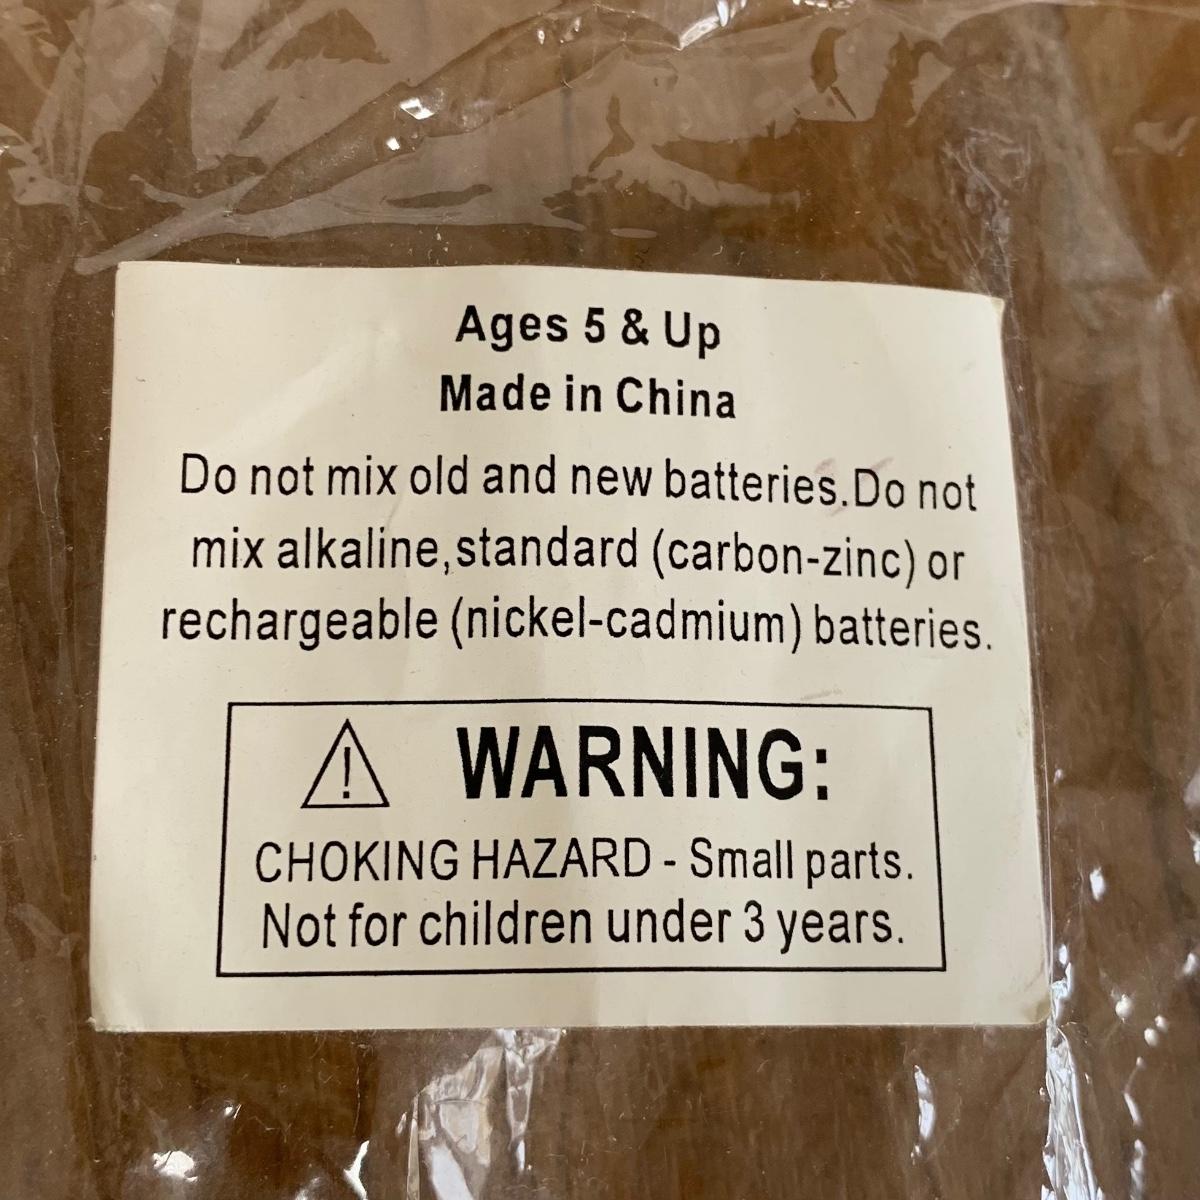 Ages 5 & Up
Made in China
Do not mix old and new batteries.Do not
mix alkaline,standard (carbon-zinc) or
rechargeable (nickel-cadmium) batteries.
WARNING:
CHOKING HAZARD - Small parts.
Not for children under 3 years.